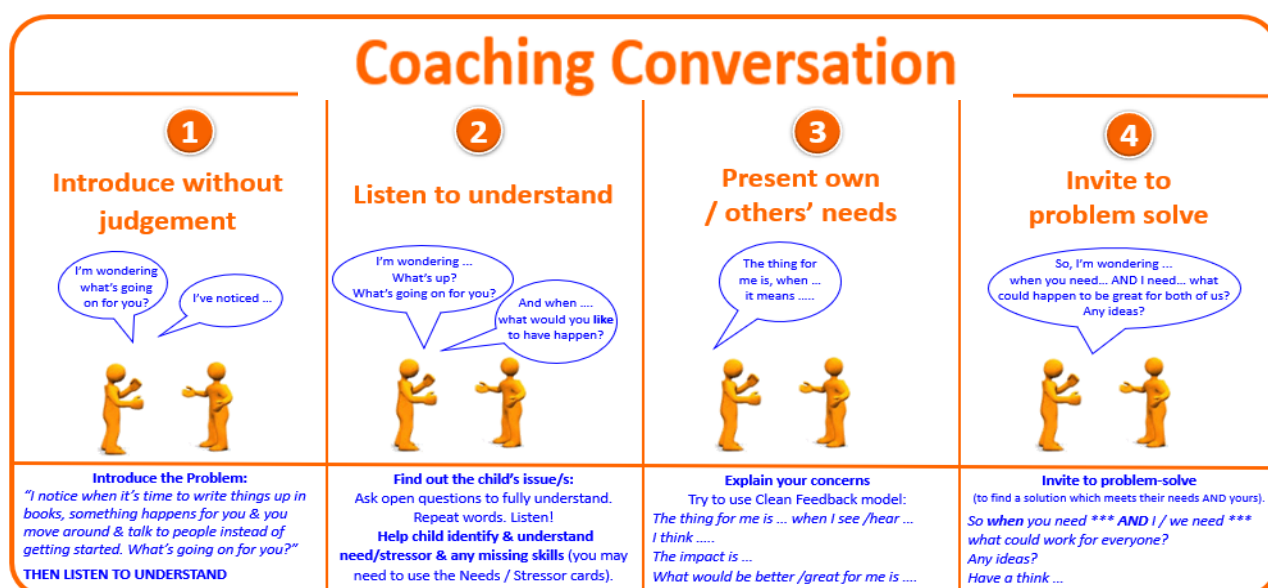 Coaching Conversation
1
Introduce without
judgement
I'm wondering
what's going
on for you?
I've noticed ...
Introduce the Problem:
"I notice when it's time to write things up in
books, something happens for you & you
move around & talk to people instead of
getting started. What's going on for you?"
THEN LISTEN TO UNDERSTAND
2
Listen to understand
I'm wondering ...
What's up?
What's going on for you?
And when ....
what would you like
to have happen?
Find out the child's issue/s:
Ask open questions to fully understand.
Repeat words. Listen!
Help child identify & understand
need/stressor & any missing skills (you may
need to use the Needs / Stressor cards).
3
Present own
/ others' needs
The thing for
me is, when ...
it means .....
Explain your concerns
Try to use Clean Feedback model:
The thing for me is ... when I see /hear ...
I think .....
The impact is ...
What would be better /great for me is ....
4
Invite to
problem solve
So, I'm wondering ...
when you need... AND I need... what
could happen to be great for both of us?
Any ideas?
Invite to problem-solve
(to find a solution which meets their needs AND yours).
So when you need *** AND I / we need ***
what could work for everyone?
Any ideas?
Have a think ...